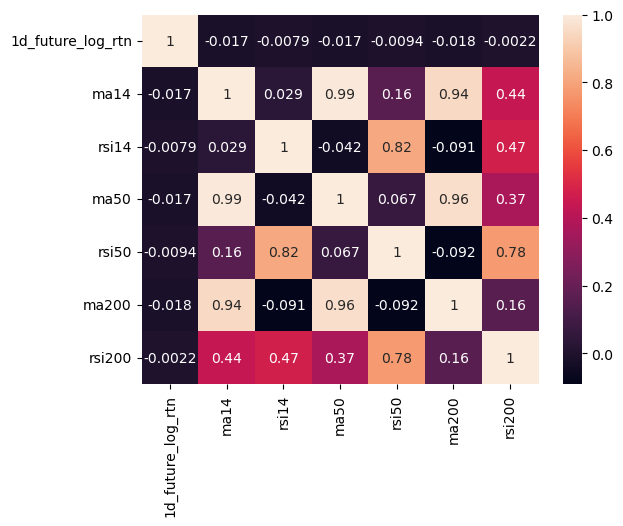 1d_future_log_rtn 1 -0.017 -0.0079 -0.017 -0.0094 -0.018 -0.0022
ma14 -0.017 1 0.029 0.99 0.16 0.94 0.44
rsi14 -0.0079 0.029 1 -0.042 0.82 -0.091 0.47
ma50 -0.017 0.99 -0.042 1 0.067 0.96 0.37
rsi50 -0.0094 0.16 0.82 0.067 1 -0.092 0.78
ma200 -0.018 0.94 -0.091 0.96 -0.092 1 0.16
rsi200 -0.0022 0.44 0.47 0.37 0.78 0.16 1
1d_future_log_rtn
ma14
rsi14
ma50
rsi50
ma200
rsi200
1.0
0.8
0.6
0.4
0.2
0.0